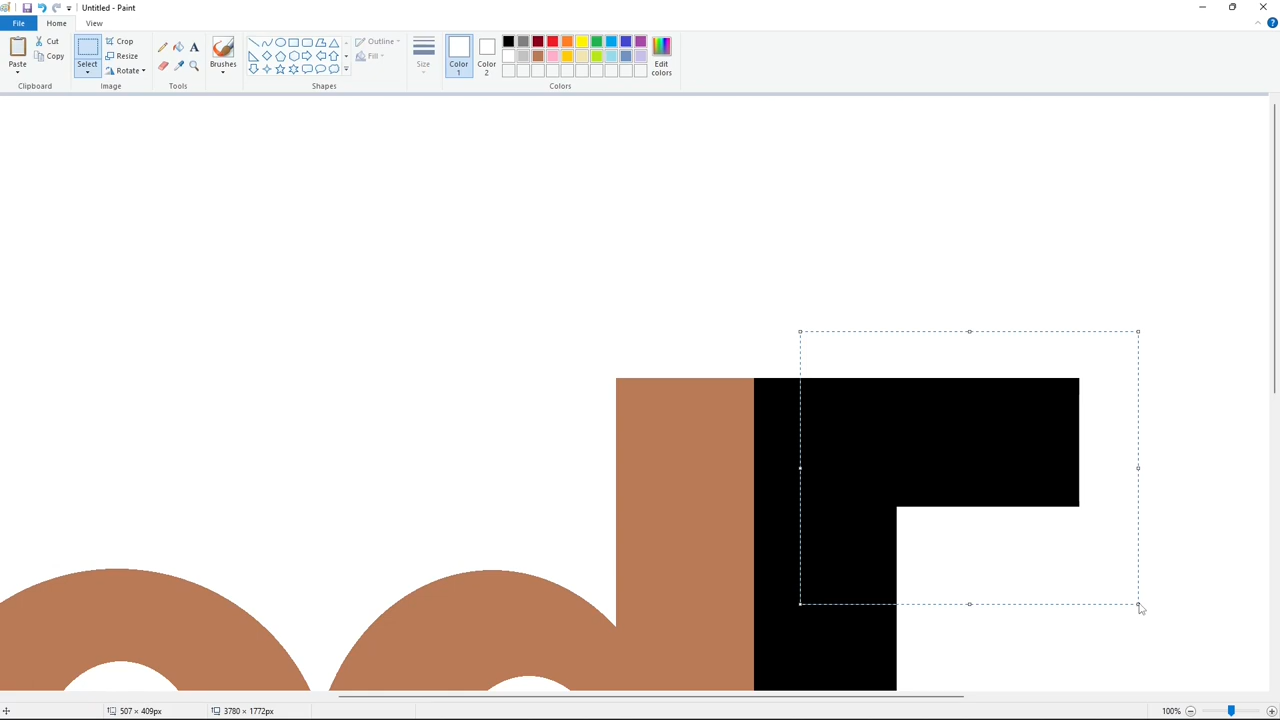 Untitled - Paint
File Home View
Paste
Cut
Copy
Clipboard
Select
Crop
Resize
Rotate
Image
A
Tools
Brushes
Outline
Fill
Shapes
Size
Color 1
Color 2
Edit colors
Colors
507 × 409px
3780 × 1772px
100%